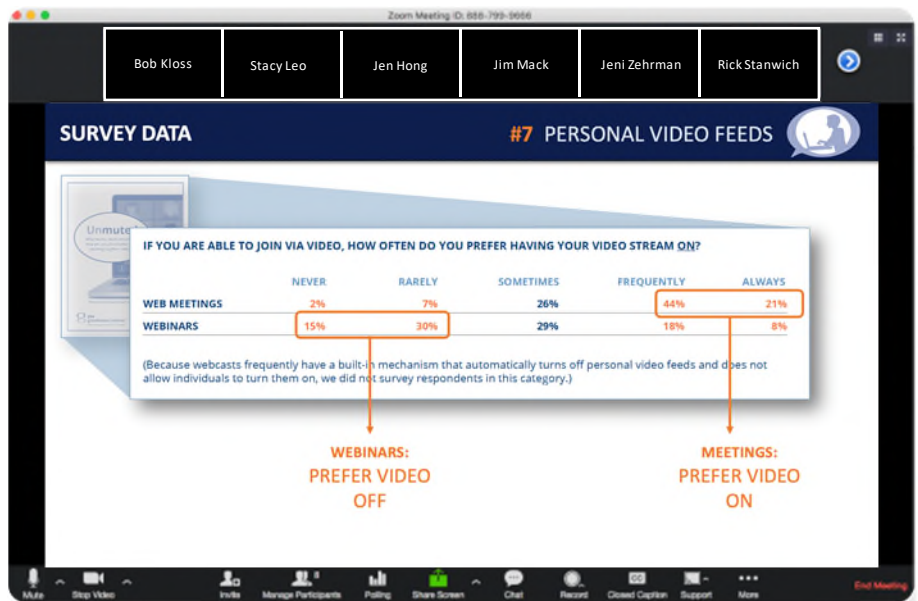 Zoom Meeting ID: 888-799-9666
Bob Kloss
Stacy Leo
Jen Hong
Jim Mack
Jeni Zehrman
Rick Stanwich
SURVEY DATA
#7 PERSONAL VIDEO FEEDS
Unmute
IF YOU ARE ABLE TO JOIN VIA VIDEO, HOW OFTEN DO YOU PREFER HAVING YOUR VIDEO STREAM ON?
NEVER RARELY SOMETIMES FREQUENTLY ALWAYS
WEB MEETINGS 2% 7% 26% 44% 21%
WEBINARS 15% 30% 29% 18% 8%
(Because webcasts frequently have a built-in mechanism that automatically turns off personal video feeds and does not
allow individuals to turn them on, we did not survey respondents in this category.)
WEBINARS:
PREFER VIDEO
OFF
MEETINGS:
PREFER VIDEO
ON
Mute Stop Video Invite Manage Participants Polling Share Screen Chat Record Closed Caption Support More End Meeting